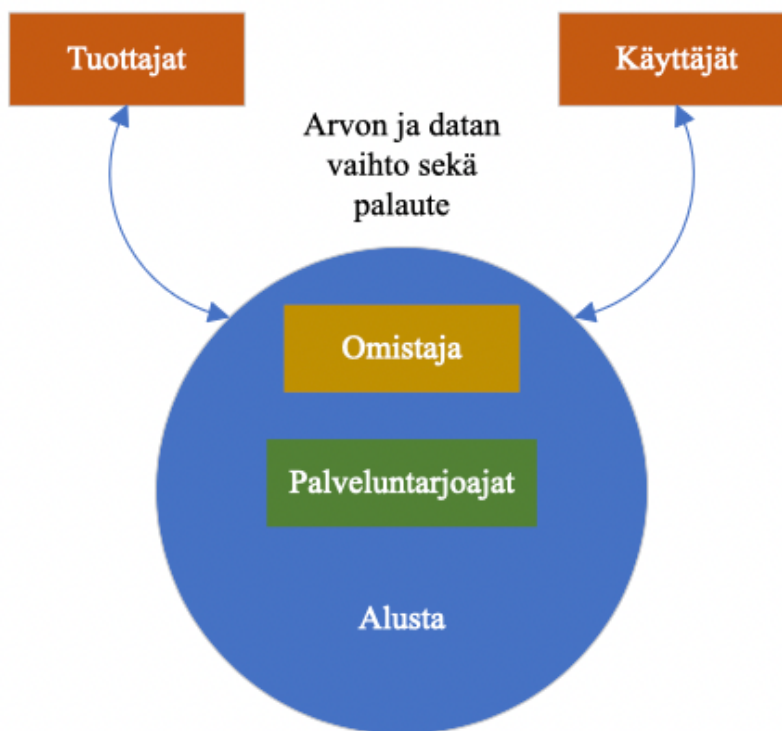 Tuottajat
Käyttäjät
Arvon ja datan
vaihto sekä
palaute
Omistaja
Palveluntarjoajat
Alusta